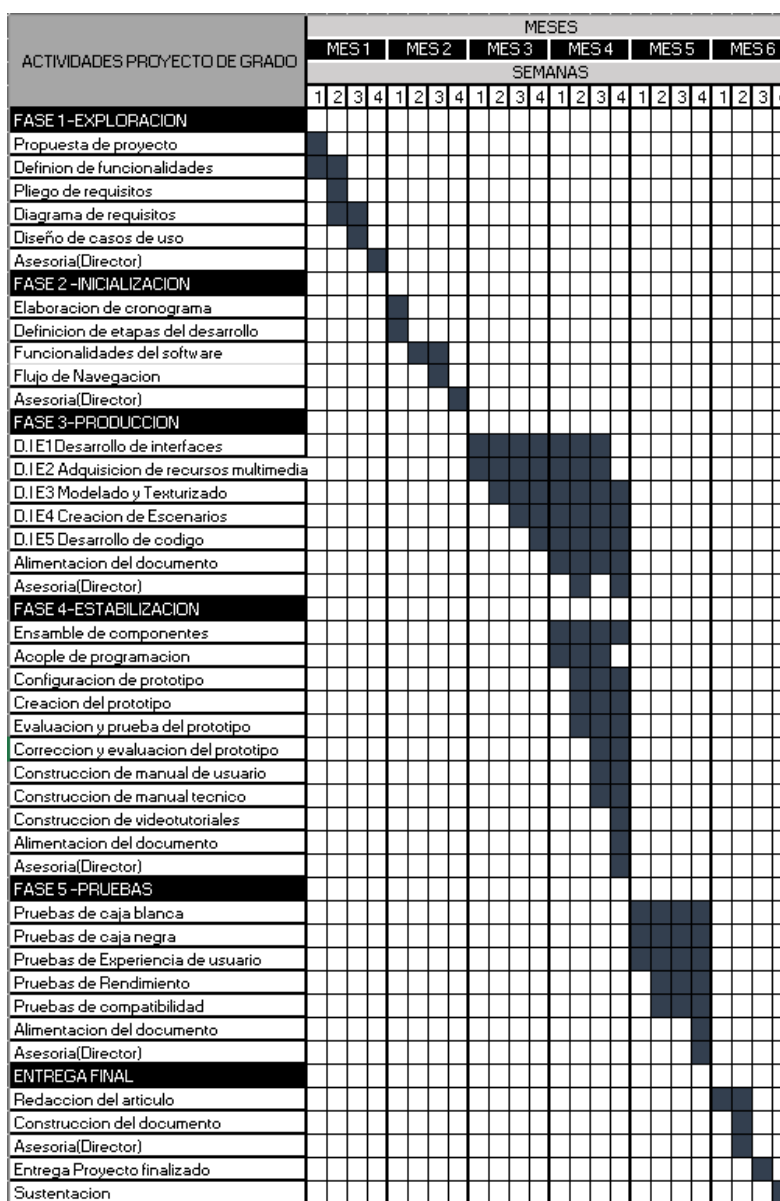 MESES
ACTIVIDADES PROYECTO DE GRADO
MES 1 MES 2 MES 3 MES 4 MES 5 MES 6
SEMANAS
1 2 3 4 1 2 3 4 1 2 3 4 1 2 3 4 1 2 3 4 1 2 3
FASE 1-EXPLORACION
Propuesta de proyecto
Definion de funcionalidades
Pliego de requisitos
Diagrama de requisitos
Diseño de casos de uso
Asesoria(Director)
FASE 2 -INICIALIZACION
Elaboracion de cronograma
Definicion de etapas del desarrollo
Funcionalidades del software
Flujo de Navegacion
Asesoria(Director)
FASE 3-PRODUCCION
D.I E1 Desarrollo de interfaces
D.I E2 Adquisicion de recursos multimedia
D.I E3 Modelado y Texturizado
D.I E4 Creacion de Escenarios
D.I E5 Desarrollo de codigo
Alimentacion del documento
Asesoria(Director)
FASE 4-ESTABILIZACION
Ensamble de componentes
Acople de programacion
Configuracion de prototipo
Creacion del prototipo
Evaluacion y prueba del prototipo
Correccion y evaluacion del prototipo
Construccion de manual de usuario
Construccion de manual tecnico
Construccion de videotutoriales
Alimentacion del documento
Asesoria(Director)
FASE 5 -PRUEBAS
Pruebas de caja blanca
Pruebas de caja negra
Pruebas de Experiencia de usuario
Pruebas de Rendimiento
Pruebas de compatibilidad
Alimentacion del documento
Asesoria(Director)
ENTREGA FINAL
Redaccion del articulo
Construccion del documento
Asesoria(Director)
Entrega Proyecto finalizado
Sustentacion